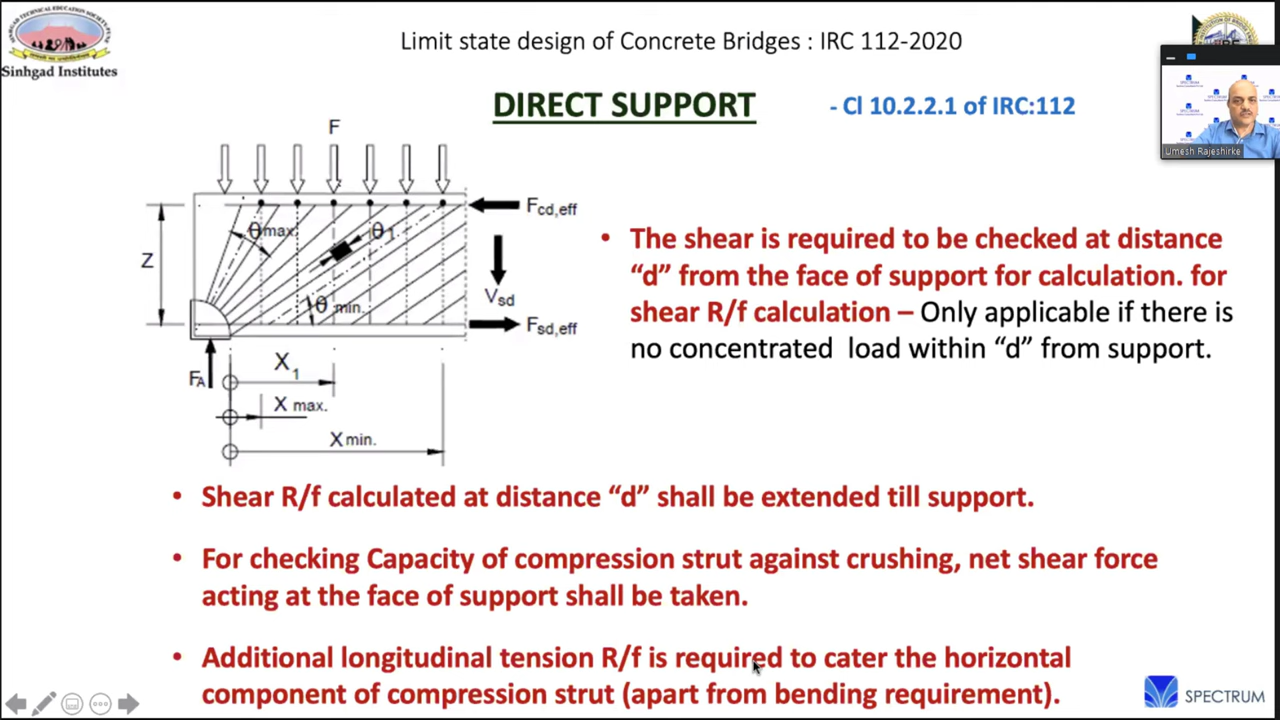 Limit state design of Concrete Bridges : IRC 112-2020
Sinhgad Institutes
DIRECT SUPPORT
- Cl 10.2.2.1 of IRC:112
Umesh Rajeshirke
F
Fcd,eff
θmax
θ1
Z
Vsd
θ min.
Fsd,eff
FA
X1
X max.
X min.
• The shear is required to be checked at distance
“d” from the face of support for calculation. for
shear R/f calculation – Only applicable if there is
no concentrated load within “d” from support.
• Shear R/f calculated at distance “d” shall be extended till support.
• For checking Capacity of compression strut against crushing, net shear force
acting at the face of support shall be taken.
• Additional longitudinal tension R/f is required to cater the horizontal
component of compression strut (apart from bending requirement).
SPECTRUM